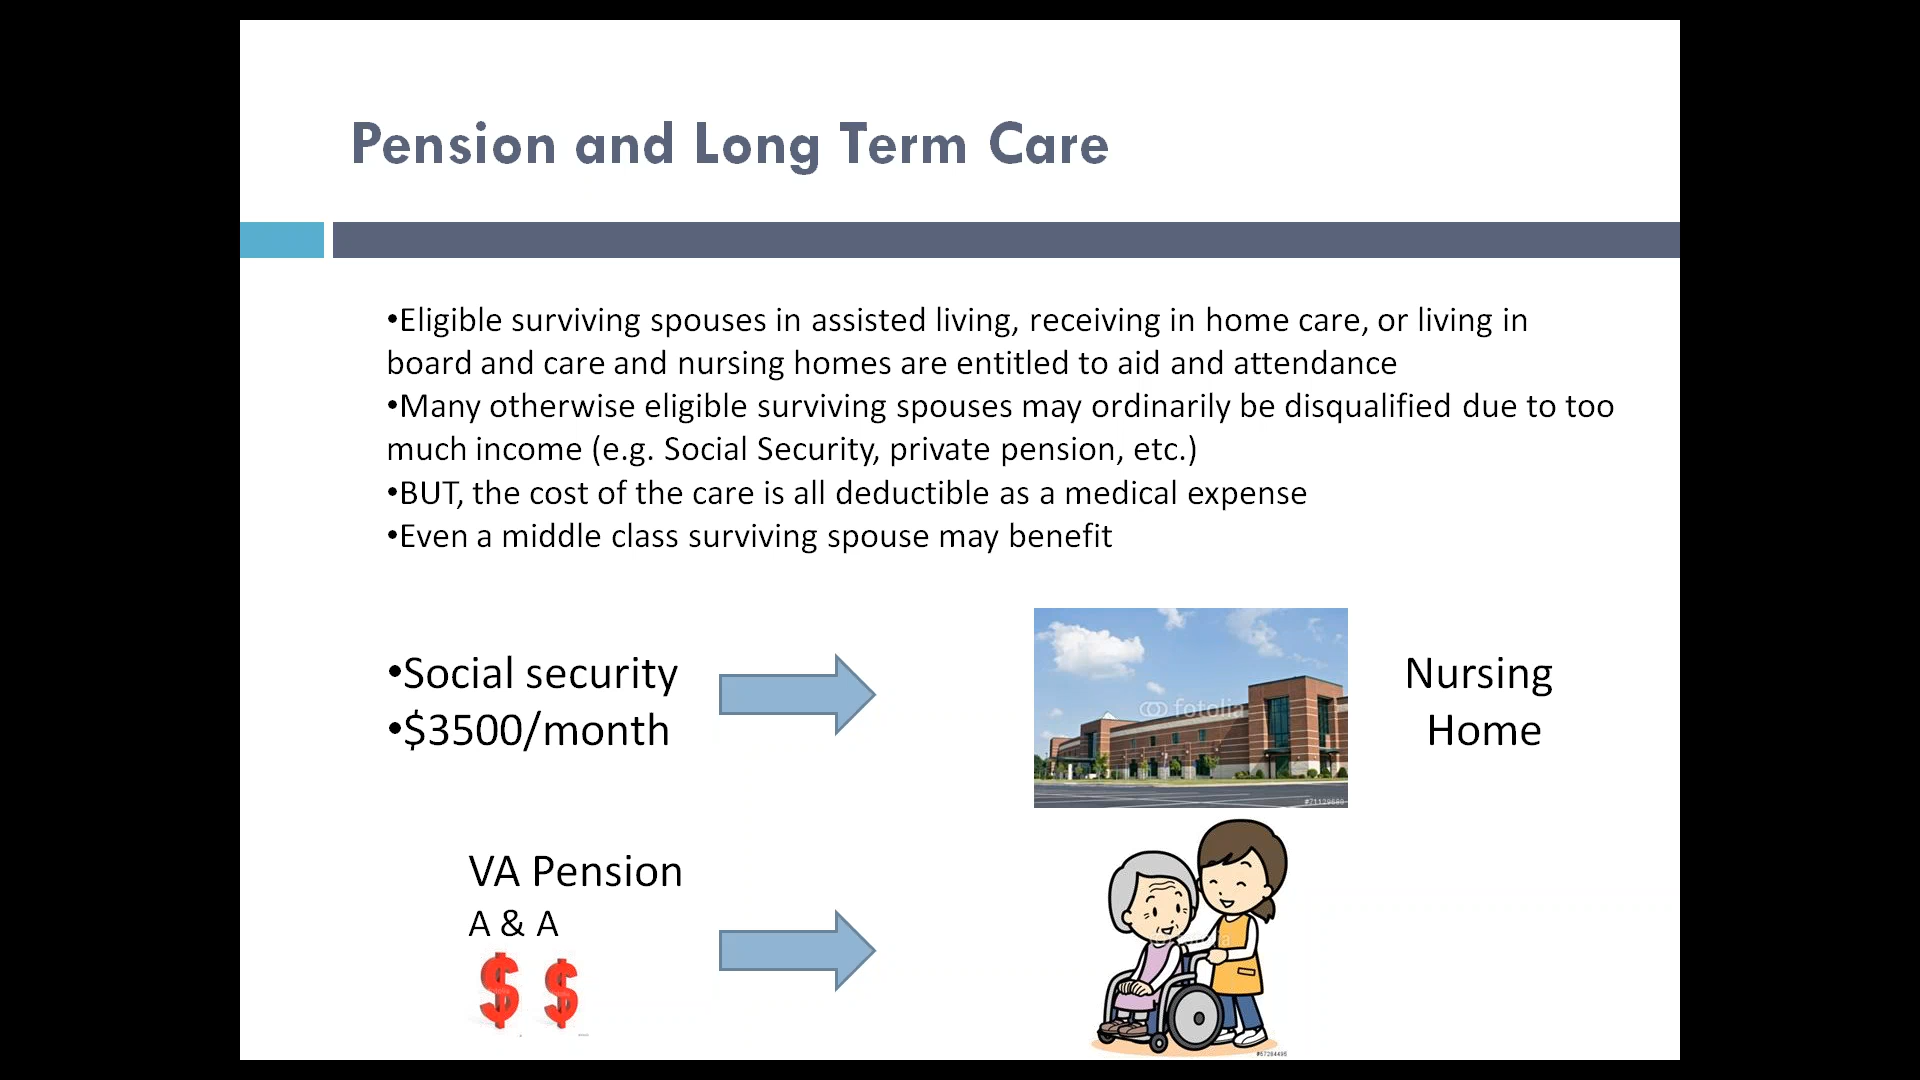 Pension and Long Term Care
•Eligible surviving spouses in assisted living, receiving in home care, or living in
board and care and nursing homes are entitled to aid and attendance
•Many otherwise eligible surviving spouses may ordinarily be disqualified due to too
much income (e.g. Social Security, private pension, etc.)
•BUT, the cost of the care is all deductible as a medical expense
•Even a middle class surviving spouse may benefit
•Social security
•$3500/month
fotolia
Nursing
Home
VA Pension
A & A
$ $